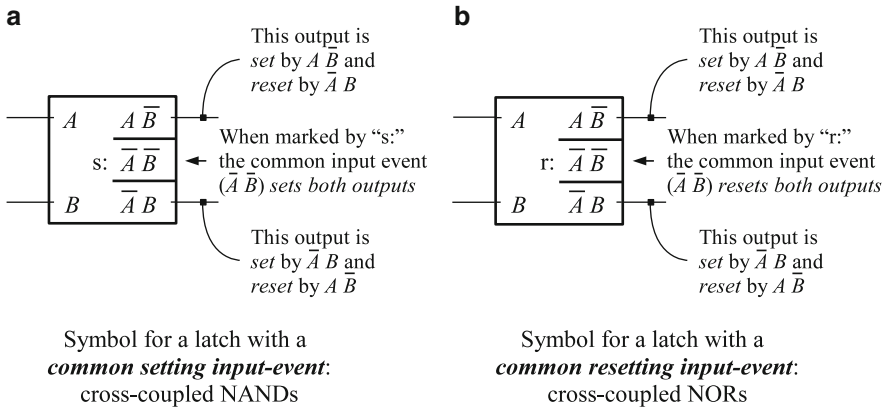 a
This output is
set by A B̅ and
reset by A̅ B
A
A B̅
s:
A̅ B̅
B
A̅ B
When marked by “s:”
the common input event
(A̅ B̅) sets both outputs
This output is
set by A̅ B and
reset by A B̅
Symbol for a latch with a
common setting input-event:
cross-coupled NANDs
b
This output is
set by A B̅ and
reset by A̅ B
A
A B̅
r:
A̅ B̅
B
A̅ B
When marked by “r:”
the common input event
(A̅ B̅) resets both outputs
This output is
set by A̅ B and
reset by A B̅
Symbol for a latch with a
common resetting input-event:
cross-coupled NORs